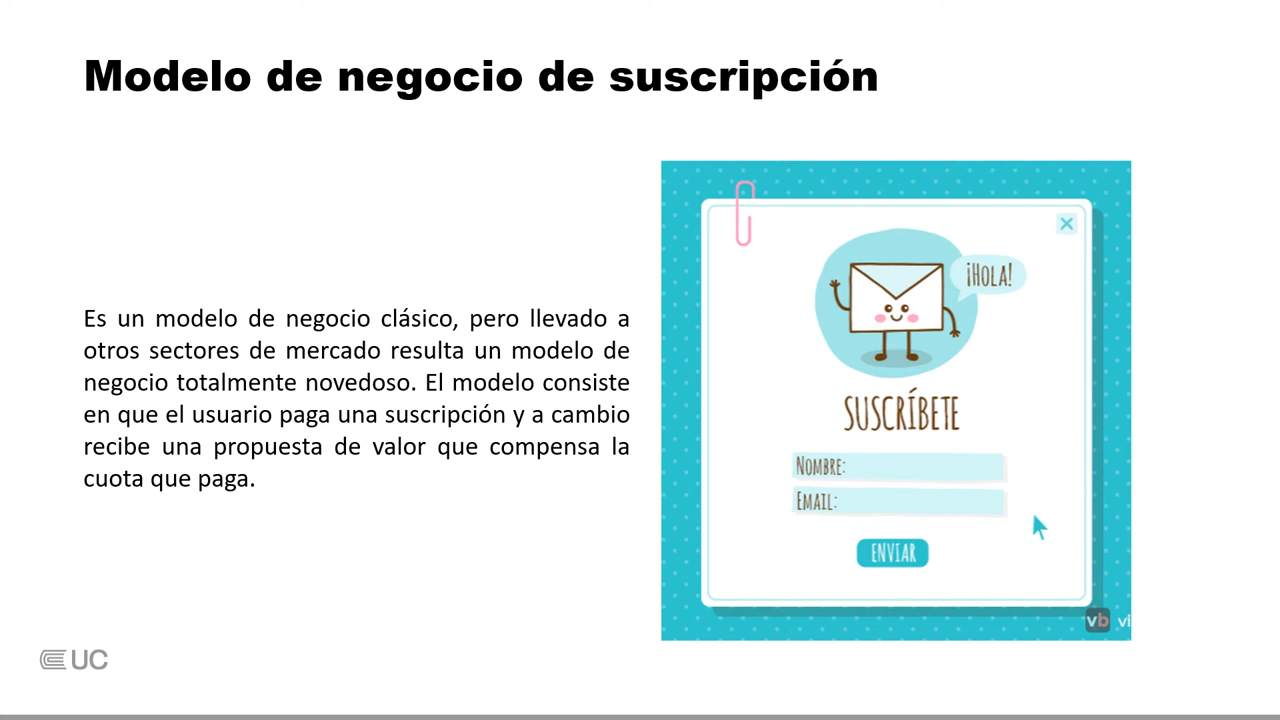 Modelo de negocio de suscripción
Es un modelo de negocio clásico, pero llevado a
otros sectores de mercado resulta un modelo de
negocio totalmente novedoso. El modelo consiste
en que el usuario paga una suscripción y a cambio
recibe una propuesta de valor que compensa la
cuota que paga.
¡HOLA!
SUSCRÍBETE
NOMBRE:
EMAIL:
ENVIAR
vb vi
UC